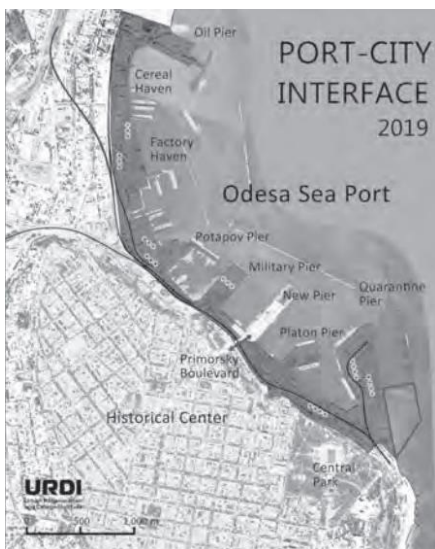 Oil Pier
PORT-CITY
INTERFACE
2019
Cereal
Haven
Factory
Haven
Odesa Sea Port
Potapov Pier
Military Pier
Quarantine
Pier
New Pier
Platon Pier
Primorsky
Boulevard
Historical Center
Central
Park
URDI
500
1,000 m